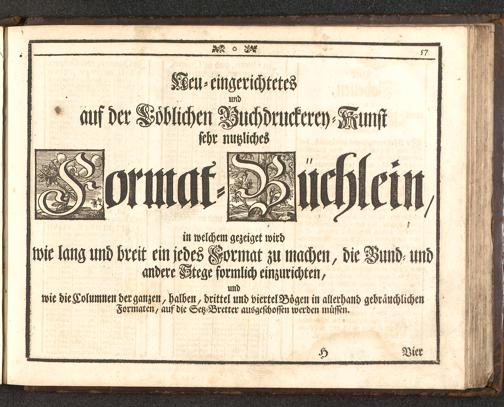 57
Neu-eingerichtetes
und
auf der Löblichen Buchdruckerey-Kunst
sehr nutzliches
Format-Büchlein,
in welchem gezeiget wird
wie lang und breit ein jedes Format zu machen, die Bund- und
andere Stege formlich einzurichten,
und
wie die Columnen der ganzen, halben, drittel und viertel Bögen in allerhand gebräuchlichen
Formaten, auf die Setz-Bretter ausgeschossen werden müssen.
H Vier